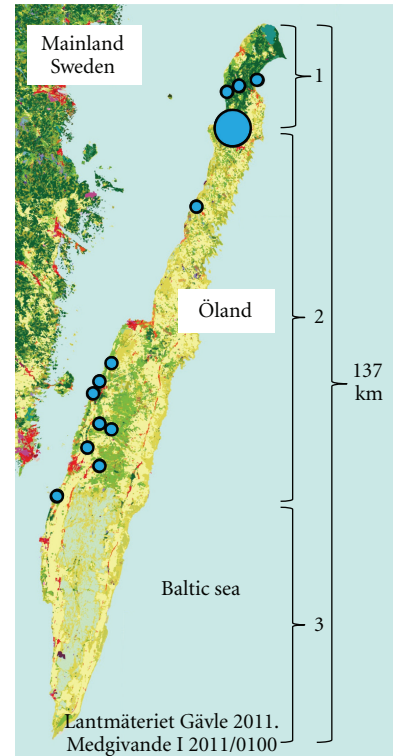 Mainland
Sweden
1
Öland
2
137
km
Baltic sea
3
Lantmäteriet Gävle 2011.
Medgivande I 2011/0100